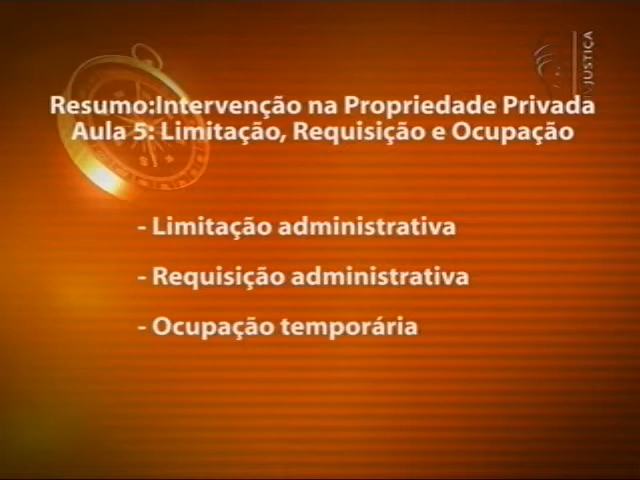 Resumo:Intervenção na Propriedade Privada
Aula 5: Limitação, Requisição e Ocupação
- Limitação administrativa
- Requisição administrativa
- Ocupação temporária
JUSTIÇA